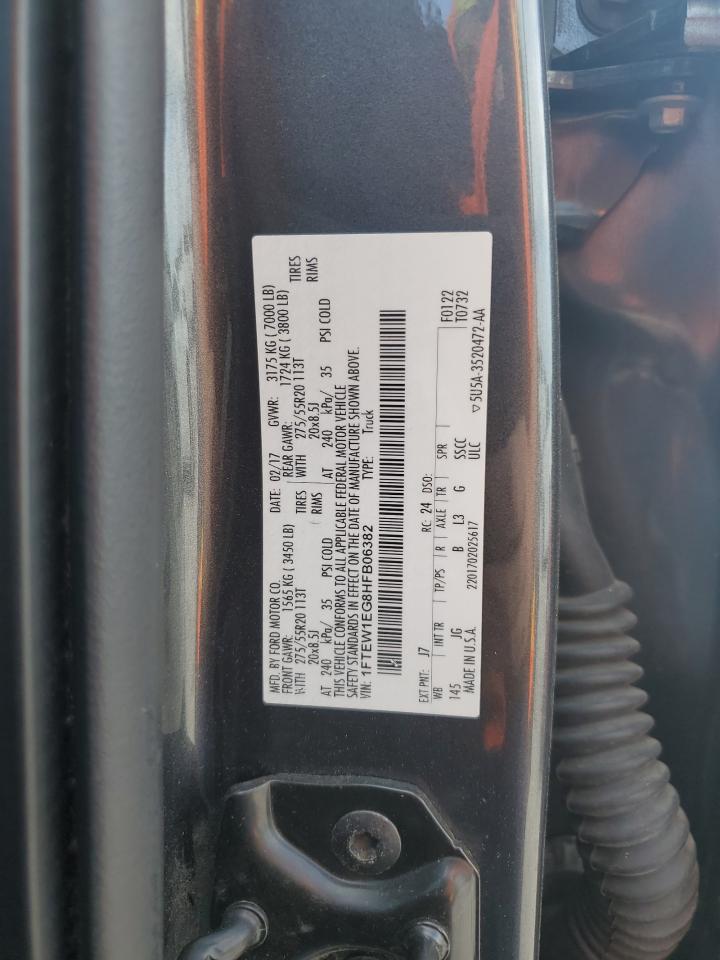 MFD. BY FORD MOTOR CO. DATE: 02/17 GVWR: 3175 KG ( 7000 LB)
FRONT GAWR: 1565 KG ( 3450 LB) REAR GAWR: 1724 KG ( 3800 LB)
WITH 275/55R20 113T TIRES WITH 275/55R20 113T TIRES
20x8.5J RIMS 20x8.5J RIMS
AT 240 kPa/ 35 PSI COLD AT 240 kPa/ 35 PSI COLD
THIS VEHICLE CONFORMS TO ALL APPLICABLE FEDERAL MOTOR VEHICLE
SAFETY STANDARDS IN EFFECT ON THE DATE OF MANUFACTURE SHOWN ABOVE.
VIN: 1FTEW1EG8HFB06382 TYPE: Truck
EXT PNT: J7 RC: 24 DSO: F0122
WB INT TR TP/PS R AXLE TR SPR T0732
145 JG B L3 G SSCC
MADE IN U.S.A. 2201702025617 ULC ▽5U5A-3520472-AA